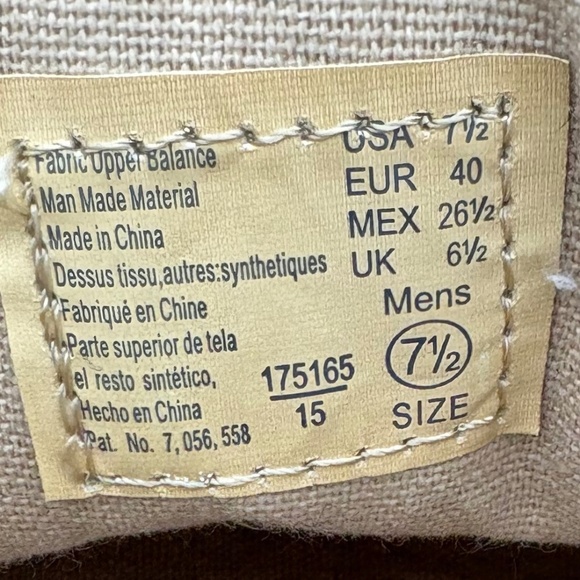 Fabric Upper Balance
Man Made Material
Made in China
Dessus tissu,autres:synthetiques
Fabriqué en Chine
Parte superior de tela
el resto sintético,
Hecho en China
Pat. No. 7,056,558
175165
15
USA 7½
EUR 40
MEX 26½
UK 6½
Mens
7½
SIZE